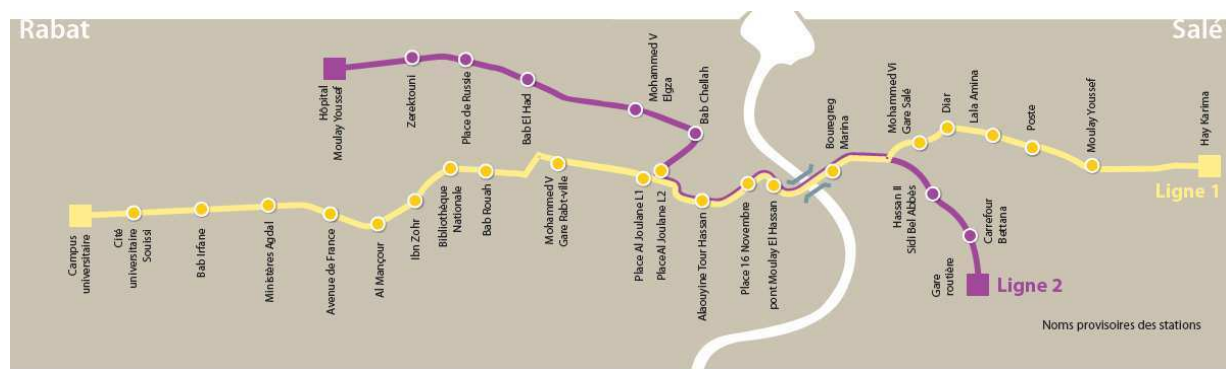 Rabat
Salé
Hôpital
Moulay Youssef
Zerektouni
Place de Russie
Bab El Had
Mohammed V
Elgza
Bab Chellah
Campus
universitaire
Cité
universitaire
Souissi
Bab Irfane
Ministères Agdal
Avenue de France
Al Mançour
Ibn Zohr
Bibliothèque
Nationale
Bab Rouah
Mohammed V
Gare Rabt-ville
Place Al Joulane L1
Place Al Joulane L2
Alaouyine Tour Hassan
Place 16 Novembre
pont Moulay El Hassan
Bouregreg
Marina
Mohammed Vi
Gare Salé
Diar
Lala Amina
Poste
Moulay Youssef
Hay Karima
Ligne 1
Hassan II
Sidi Bel Abbès
Carrefour
Bettana
Gare
routière
Ligne 2
Noms provisoires des stations